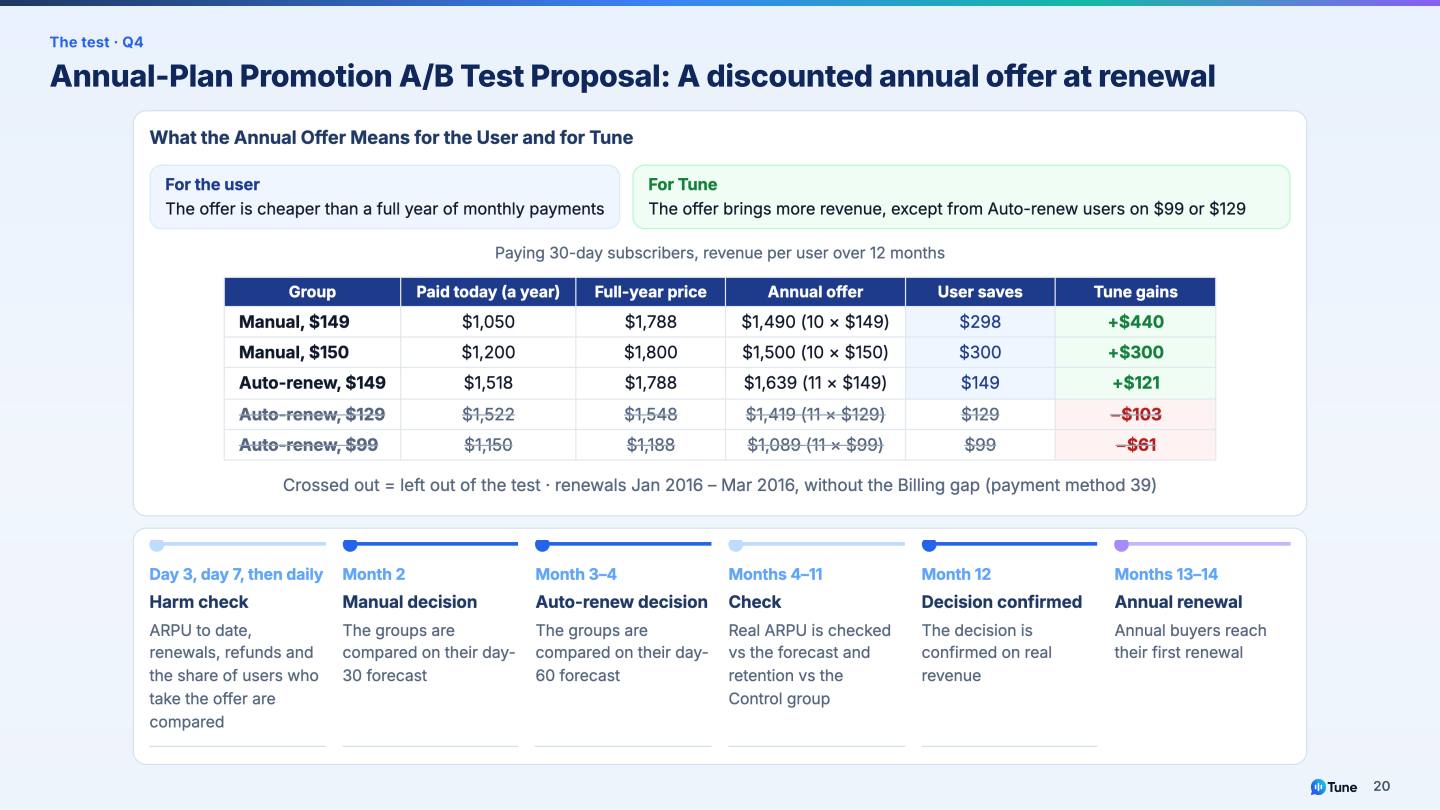 The test · Q4
Annual-Plan Promotion A/B Test Proposal: A discounted annual offer at renewal
What the Annual Offer Means for the User and for Tune
For the user
The offer is cheaper than a full year of monthly payments
For Tune
The offer brings more revenue, except from Auto-renew users on $99 or $129
Paying 30-day subscribers, revenue per user over 12 months
Group Paid today (a year) Full-year price Annual offer User saves Tune gains
Manual, $149 $1,050 $1,788 $1,490 (10 × $149) $298 +$440
Manual, $150 $1,200 $1,800 $1,500 (10 × $150) $300 +$300
Auto-renew, $149 $1,518 $1,788 $1,639 (11 × $149) $149 +$121
Auto-renew, $129 $1,522 $1,548 $1,419 (11 × $129) $129 −$103
Auto-renew, $99 $1,150 $1,188 $1,089 (11 × $99) $99 −$61
Crossed out = left out of the test · renewals Jan 2016 – Mar 2016, without the Billing gap (payment method 39)
Day 3, day 7, then daily
Harm check
ARPU to date,
renewals, refunds and
the share of users who
take the offer are
compared
Month 2
Manual decision
The groups are
compared on their day-
30 forecast
Month 3–4
Auto-renew decision
The groups are
compared on their day-
60 forecast
Months 4–11
Check
Real ARPU is checked
vs the forecast and
retention vs the
Control group
Month 12
Decision confirmed
The decision is
confirmed on real
revenue
Months 13–14
Annual renewal
Annual buyers reach
their first renewal
Tune 20